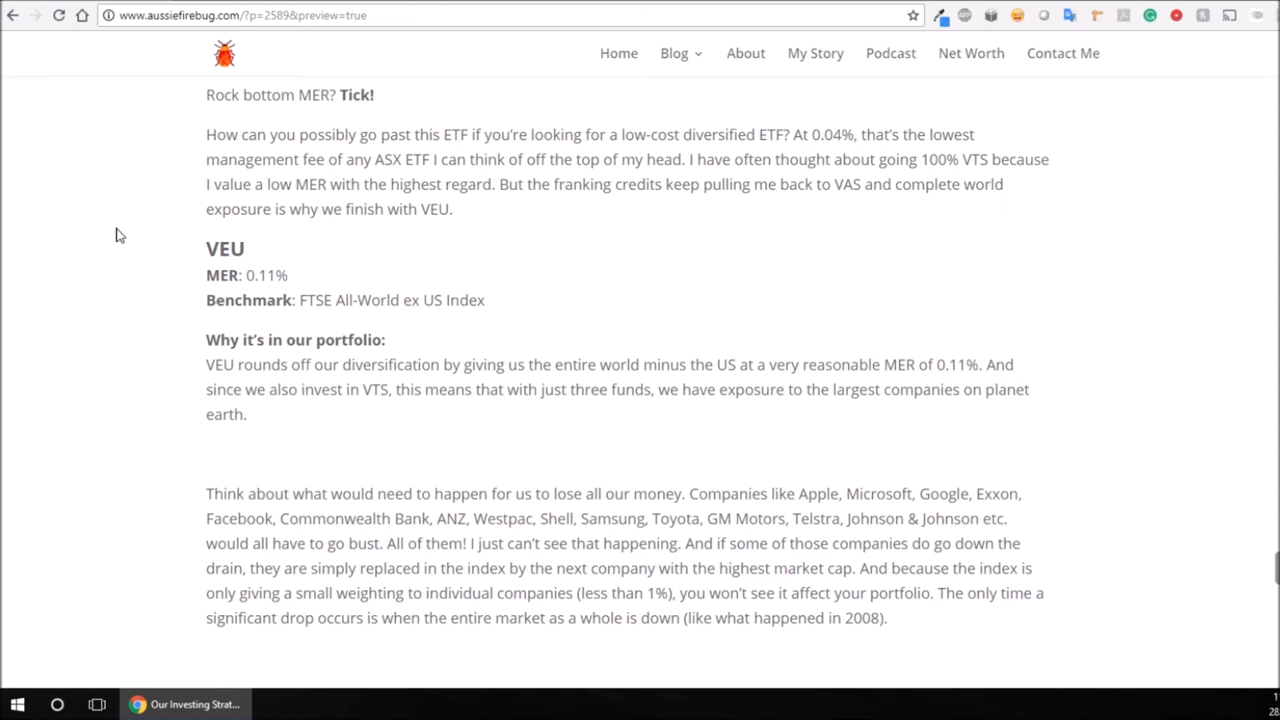 www.aussiefirebug.com/?p=2589&preview=true
Home Blog About My Story Podcast Net Worth Contact Me
Rock bottom MER? Tick!
How can you possibly go past this ETF if you're looking for a low-cost diversified ETF? At 0.04%, that's the lowest
management fee of any ASX ETF I can think of off the top of my head. I have often thought about going 100% VTS because
I value a low MER with the highest regard. But the franking credits keep pulling me back to VAS and complete world
exposure is why we finish with VEU.
VEU
MER: 0.11%
Benchmark: FTSE All-World ex US Index
Why it's in our portfolio:
VEU rounds off our diversification by giving us the entire world minus the US at a very reasonable MER of 0.11%. And
since we also invest in VTS, this means that with just three funds, we have exposure to the largest companies on planet
earth.
Think about what would need to happen for us to lose all our money. Companies like Apple, Microsoft, Google, Exxon,
Facebook, Commonwealth Bank, ANZ, Westpac, Shell, Samsung, Toyota, GM Motors, Telstra, Johnson & Johnson etc.
would all have to go bust. All of them! I just can't see that happening. And if some of those companies do go down the
drain, they are simply replaced in the index by the next company with the highest market cap. And because the index is
only giving a small weighting to individual companies (less than 1%), you won't see it affect your portfolio. The only time a
significant drop occurs is when the entire market as a whole is down (like what happened in 2008).
Our Investing Strat...
1
28